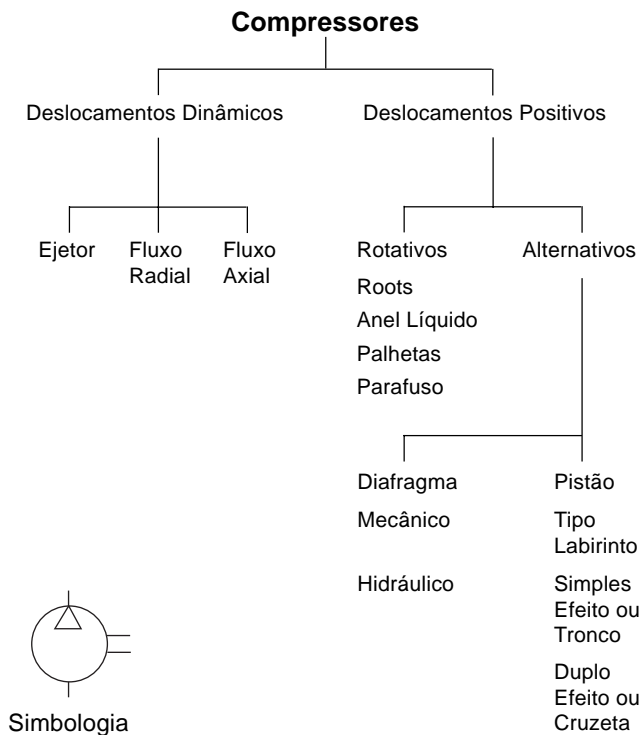 Compressores
Deslocamentos Dinâmicos
Deslocamentos Positivos
Ejetor
Fluxo
Radial
Fluxo
Axial
Rotativos
Roots
Anel Líquido
Palhetas
Parafuso
Alternativos
Diafragma
Mecânico
Hidráulico
Pistão
Tipo
Labirinto
Simples
Efeito ou
Tronco
Duplo
Efeito ou
Cruzeta
Simbologia